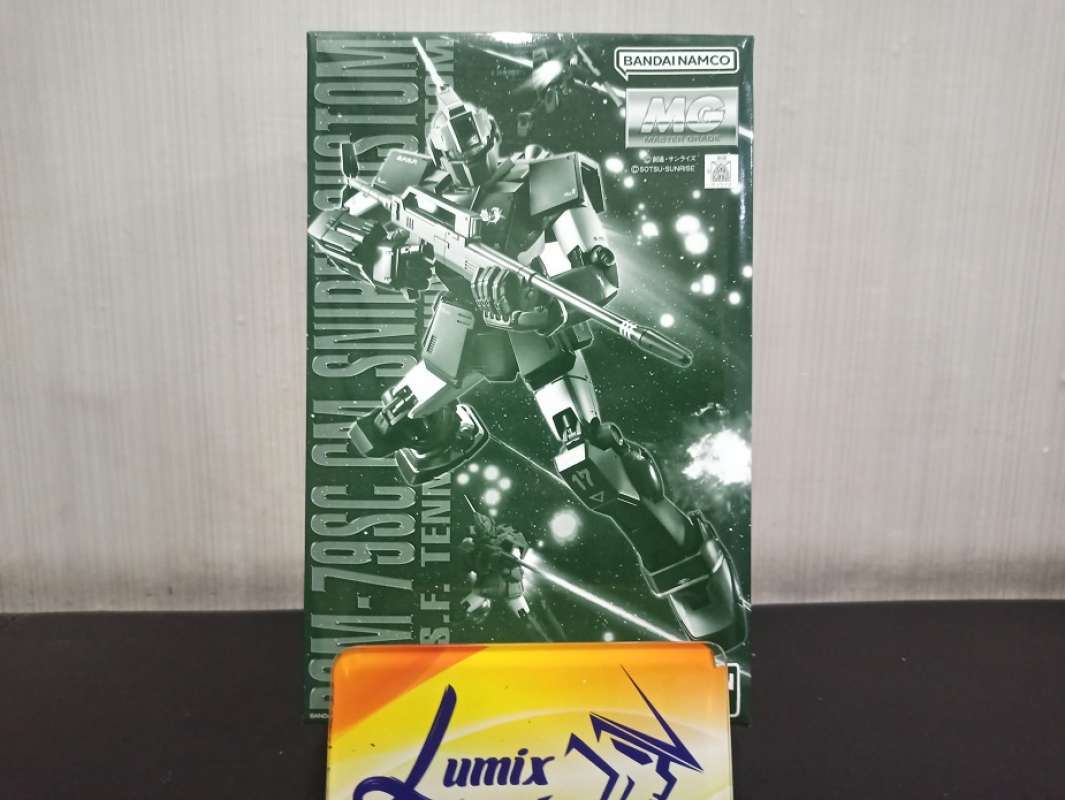 BANDAI NAMCO
MG
MASTER GRADE
© 創通・サンライズ
© SOTSU・SUNRISE
RGM-79SC GM SNIPER CUSTOM
S.F. TENN
17
BANDAI
Lumix